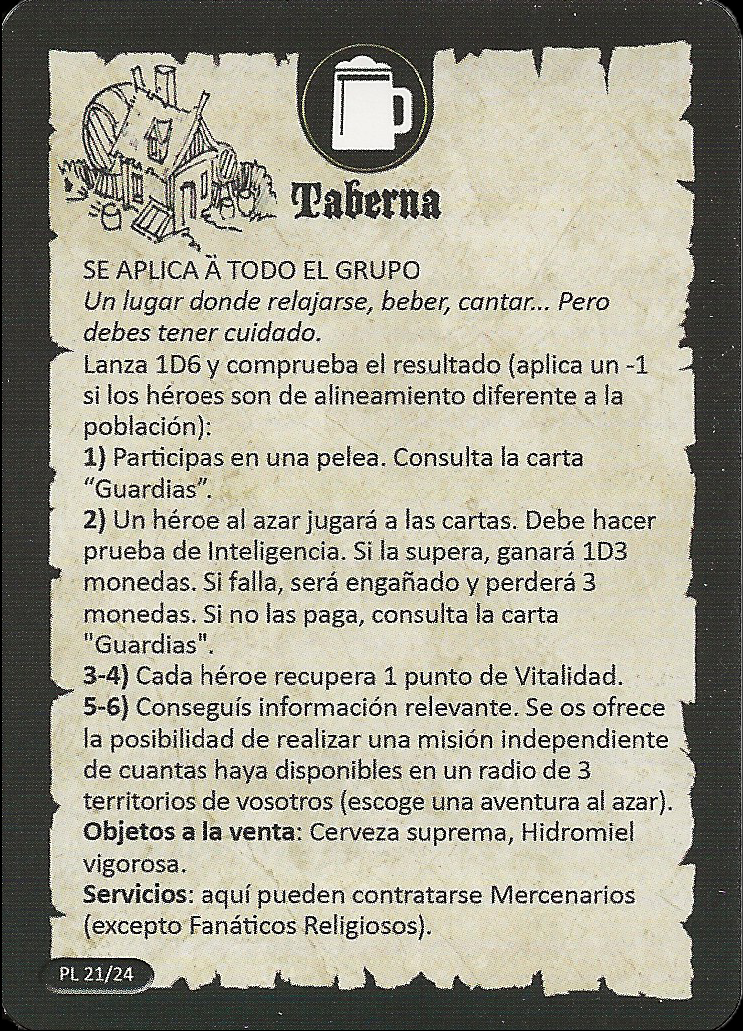 Taberna
SE APLICA Ä TODO EL GRUPO
Un lugar donde relajarse, beber, cantar... Pero
debes tener cuidado.
Lanza 1D6 y comprueba el resultado (aplica un -1
si los héroes son de alineamiento diferente a la
población):
1) Participas en una pelea. Consulta la carta
“Guardias”.
2) Un héroe al azar jugará a las cartas. Debe hacer
prueba de Inteligencia. Si la supera, ganará 1D3
monedas. Si falla, será engañado y perderá 3
monedas. Si no las paga, consulta la carta
"Guardias".
3-4) Cada héroe recupera 1 punto de Vitalidad.
5-6) Conseguís información relevante. Se os ofrece
la posibilidad de realizar una misión independiente
de cuantas haya disponibles en un radio de 3
territorios de vosotros (escoge una aventura al azar).
Objetos a la venta: Cerveza suprema, Hidromiel
vigorosa.
Servicios: aquí pueden contratarse Mercenarios
(excepto Fanáticos Religiosos).
PL 21/24